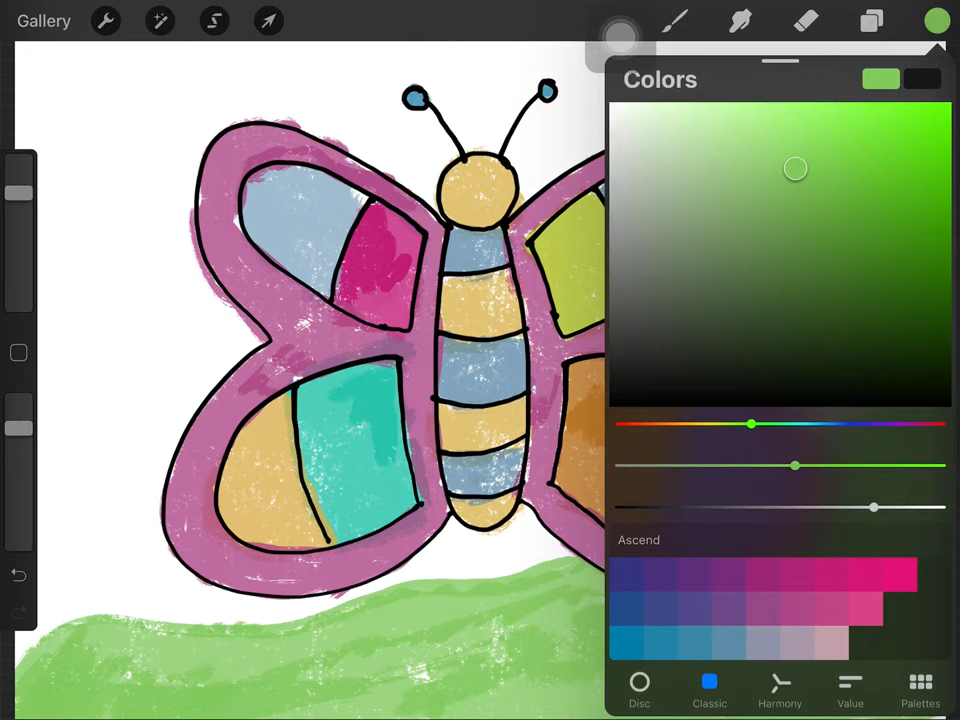 Gallery
Colors
Ascend
Disc
Classic
Harmony
Value
Palettes